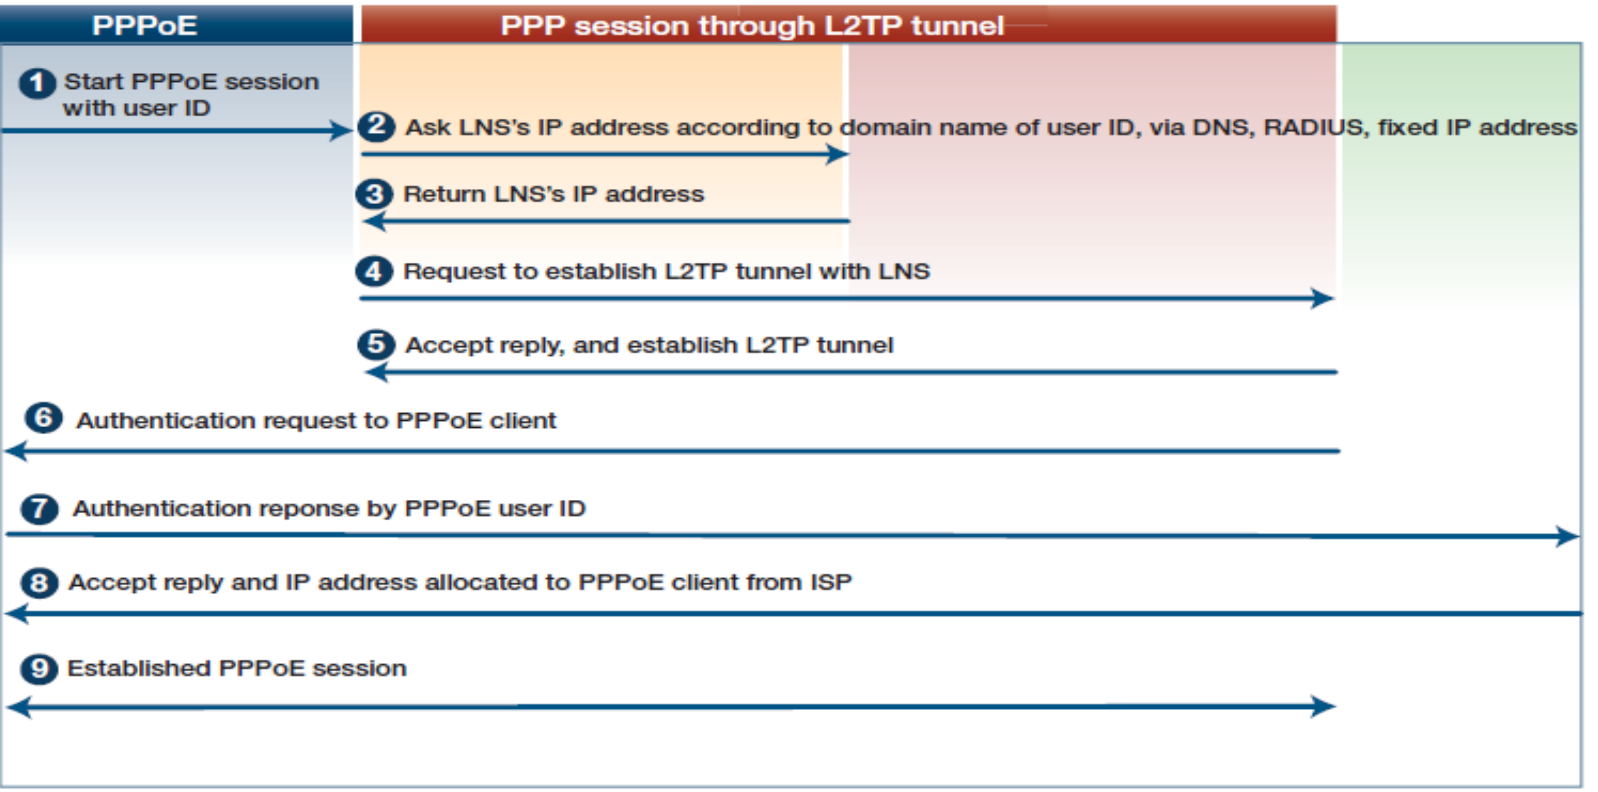 PPPoE
PPP session through L2TP tunnel
1 Start PPPoE session
with user ID
2 Ask LNS's IP address according to domain name of user ID, via DNS, RADIUS, fixed IP address
3 Return LNS's IP address
4 Request to establish L2TP tunnel with LNS
5 Accept reply, and establish L2TP tunnel
6 Authentication request to PPPoE client
7 Authentication reponse by PPPoE user ID
8 Accept reply and IP address allocated to PPPoE client from ISP
9 Established PPPoE session